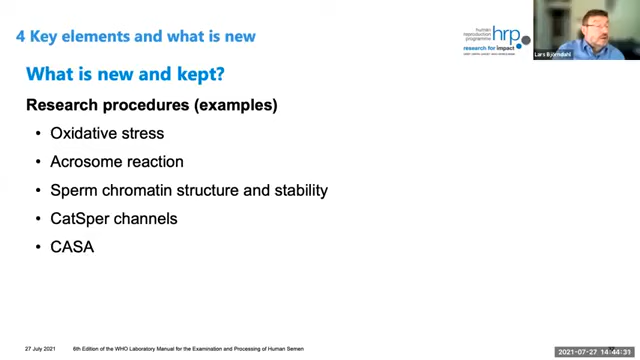 4 Key elements and what is new
human
reproduction
programme
hrp
research for impact
Lars Björndahl
What is new and kept?
Research procedures (examples)
• Oxidative stress
• Acrosome reaction
• Sperm chromatin structure and stability
• CatSper channels
• CASA
27 July 2021
6th Edition of the WHO Laboratory Manual for the Examination and Processing of Human Semen
2021-07-27 14:44:31